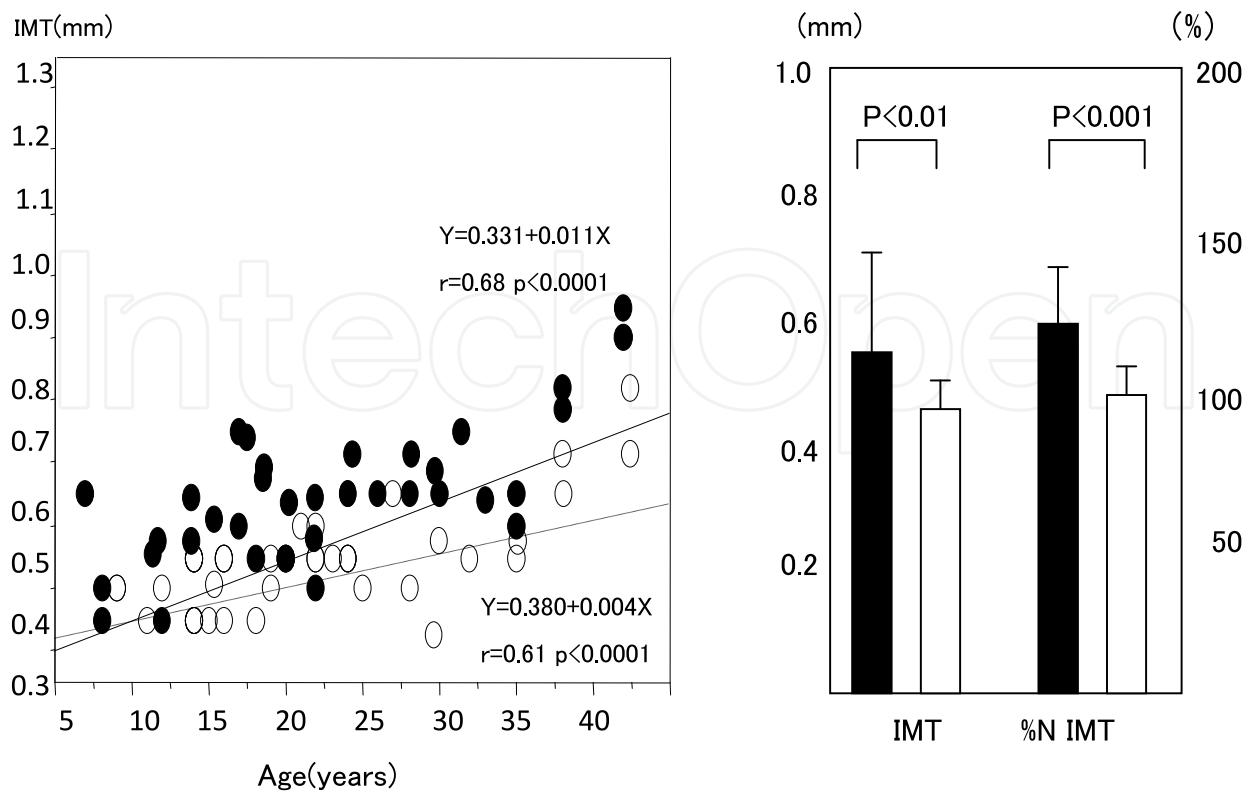 IMT(mm)
1.3
1.2
1.1
1.0
0.9
0.8
0.7
0.6
0.5
0.4
0.3
Y=0.331+0.011X
r=0.68 p<0.0001
Y=0.380+0.004X
r=0.61 p<0.0001
5 10 15 20 25 30 35 40
Age(years)
(mm) (%)
1.0
0.8
0.6
0.4
0.2
P<0.01 P<0.001
200
150
100
50
IMT %N IMT
IntechOpen